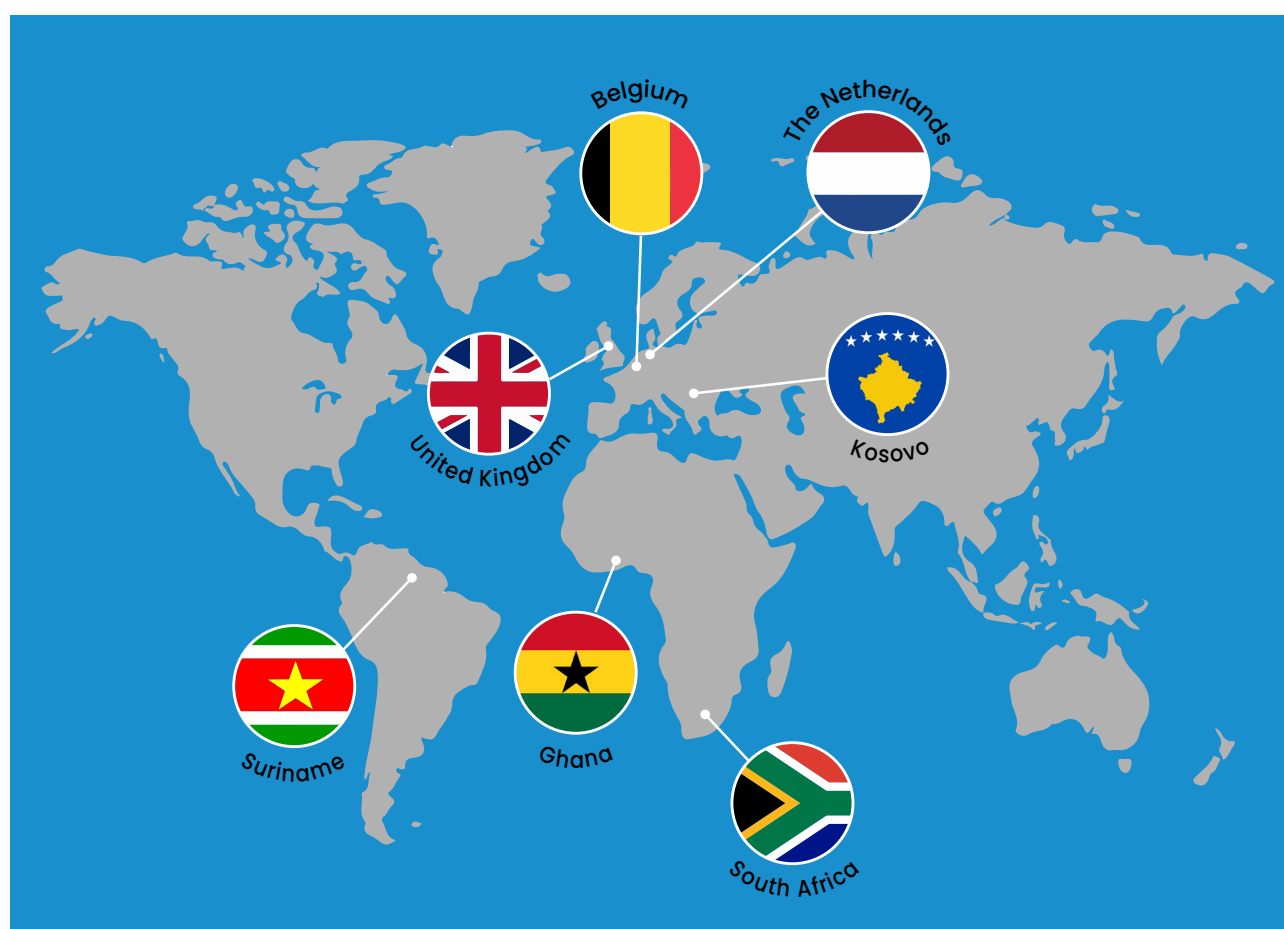 Belgium
The Netherlands
United Kingdom
Kosovo
Suriname
Ghana
South Africa